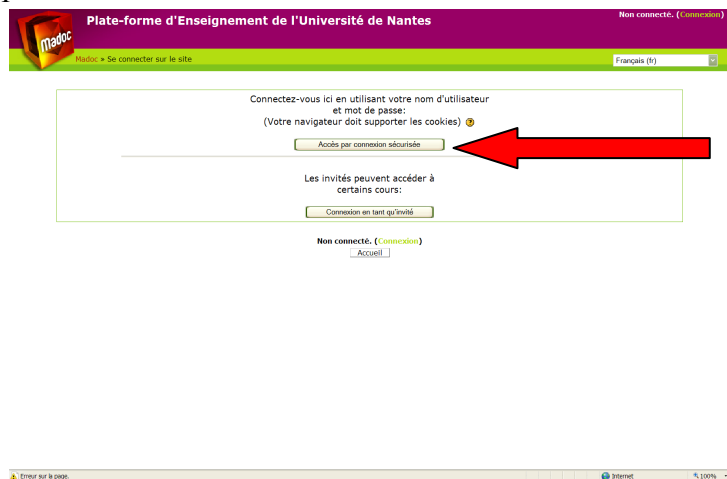 Plate-forme d'Enseignement de l'Université de Nantes
Non connecté. (Connexion)
Madoc
Madoc » Se connecter sur le site
Français (fr)
Connectez-vous ici en utilisant votre nom d'utilisateur
et mot de passe:
(Votre navigateur doit supporter les cookies) ?
Accès par connexion sécurisée
Les invités peuvent accéder à
certains cours:
Connexion en tant qu'invité
Non connecté. (Connexion)
Accueil
Erreur sur la page.
Internet
100%